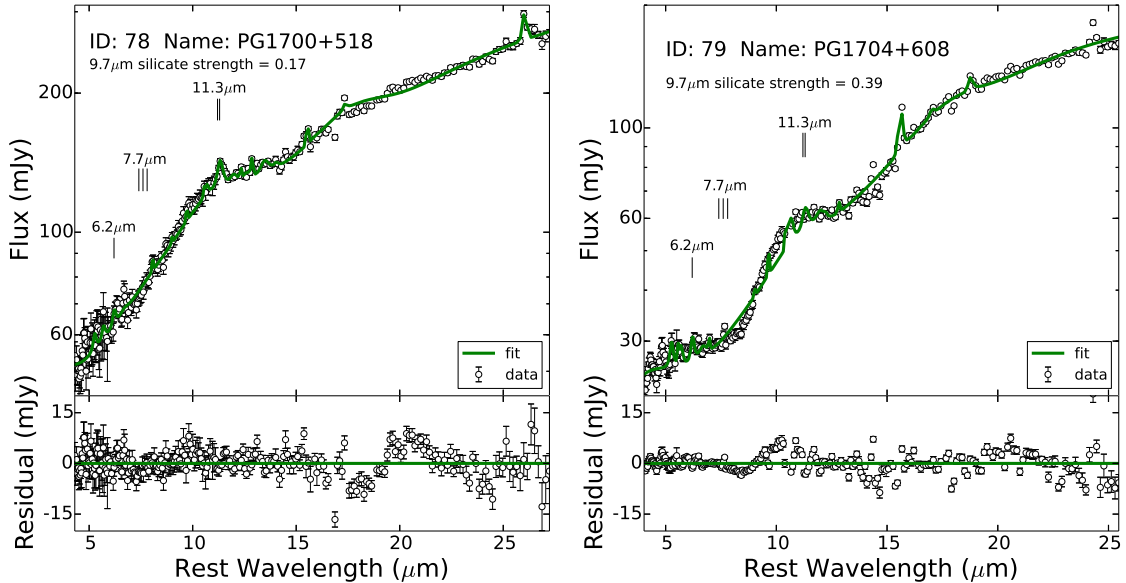 ID: 78  Name: PG1700+518
9.7μm silicate strength = 0.17
11.3μm
7.7μm
6.2μm
200
100
60
Flux (mJy)
fit
data
15
0
-15
Residual (mJy)
5
10
15
20
25
Rest Wavelength (μm)
ID: 79  Name: PG1704+608
9.7μm silicate strength = 0.39
11.3μm
7.7μm
6.2μm
100
60
30
Flux (mJy)
fit
data
15
0
-15
Residual (mJy)
5
10
15
20
25
Rest Wavelength (μm)